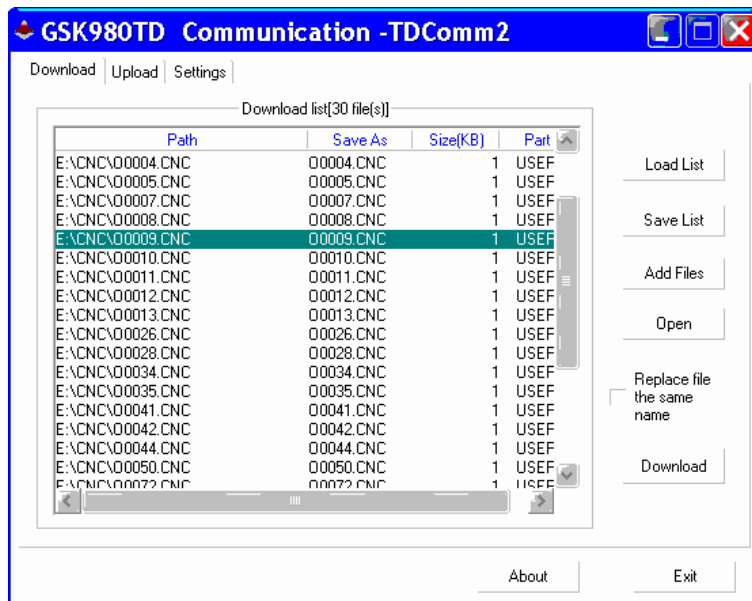 GSK980TD Communication -TDComm2
Download Upload Settings
Download list[30 file(s)]
Path Save As Size(KB) Part
E:\CNC\O0004.CNC O0004.CNC 1 USEF
E:\CNC\O0005.CNC O0005.CNC 1 USEF
E:\CNC\O0007.CNC O0007.CNC 1 USEF
E:\CNC\O0008.CNC O0008.CNC 1 USEF
E:\CNC\O0009.CNC O0009.CNC 1 USEF
E:\CNC\O0010.CNC O0010.CNC 1 USEF
E:\CNC\O0011.CNC O0011.CNC 1 USEF
E:\CNC\O0012.CNC O0012.CNC 1 USEF
E:\CNC\O0013.CNC O0013.CNC 1 USEF
E:\CNC\O0026.CNC O0026.CNC 1 USEF
E:\CNC\O0028.CNC O0028.CNC 1 USEF
E:\CNC\O0034.CNC O0034.CNC 1 USEF
E:\CNC\O0035.CNC O0035.CNC 1 USEF
E:\CNC\O0041.CNC O0041.CNC 1 USEF
E:\CNC\O0042.CNC O0042.CNC 1 USEF
E:\CNC\O0044.CNC O0044.CNC 1 USEF
E:\CNC\O0050.CNC O0050.CNC 1 USEF
E:\CNC\O0072.CNC O0072.CNC 1 USEF
Load List
Save List
Add Files
Open
Replace file
the same
name
Download
About Exit